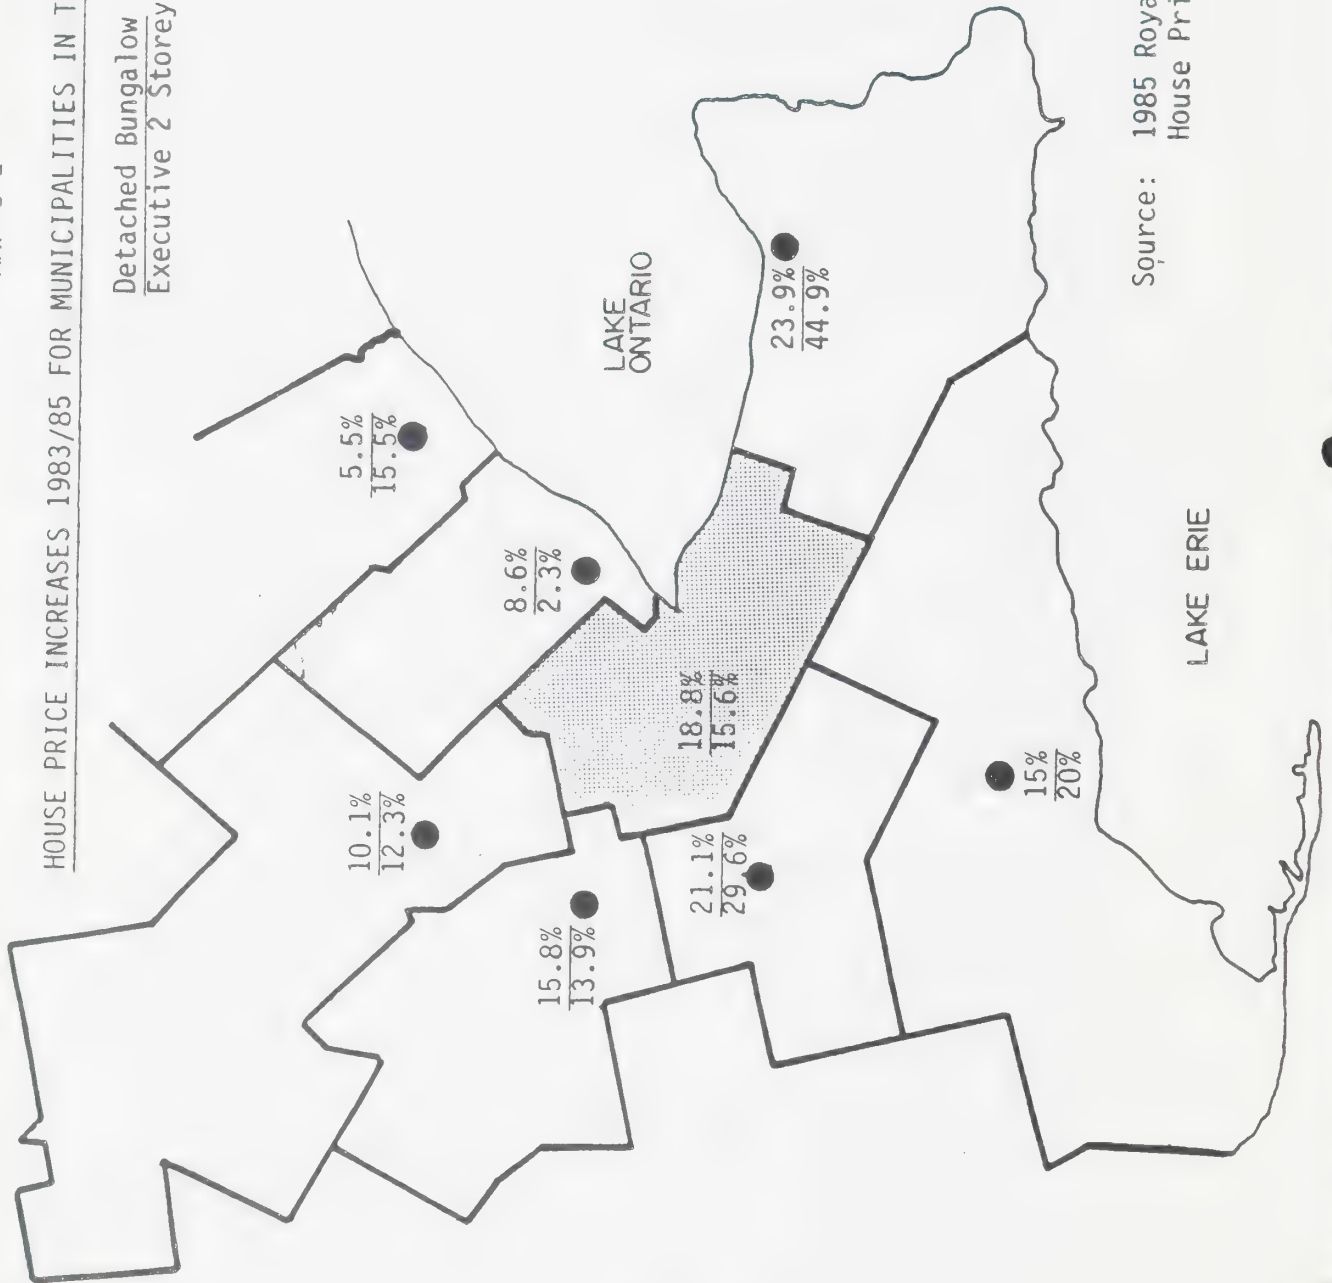 HOUSE PRICE INCREASES 1983/85 FOR MUNICIPALITIES IN T
Detached Bungalow
Executive 2 Storey
5.5%
15.5%
8.6%
2.3%
10.1%
12.3%
15.8%
13.9%
LAKE
ONTARIO
23.9%
44.9%
18.8%
15.6%
21.1%
29.6%
15%
20%
LAKE ERIE
Source: 1985 Roya
House Pri